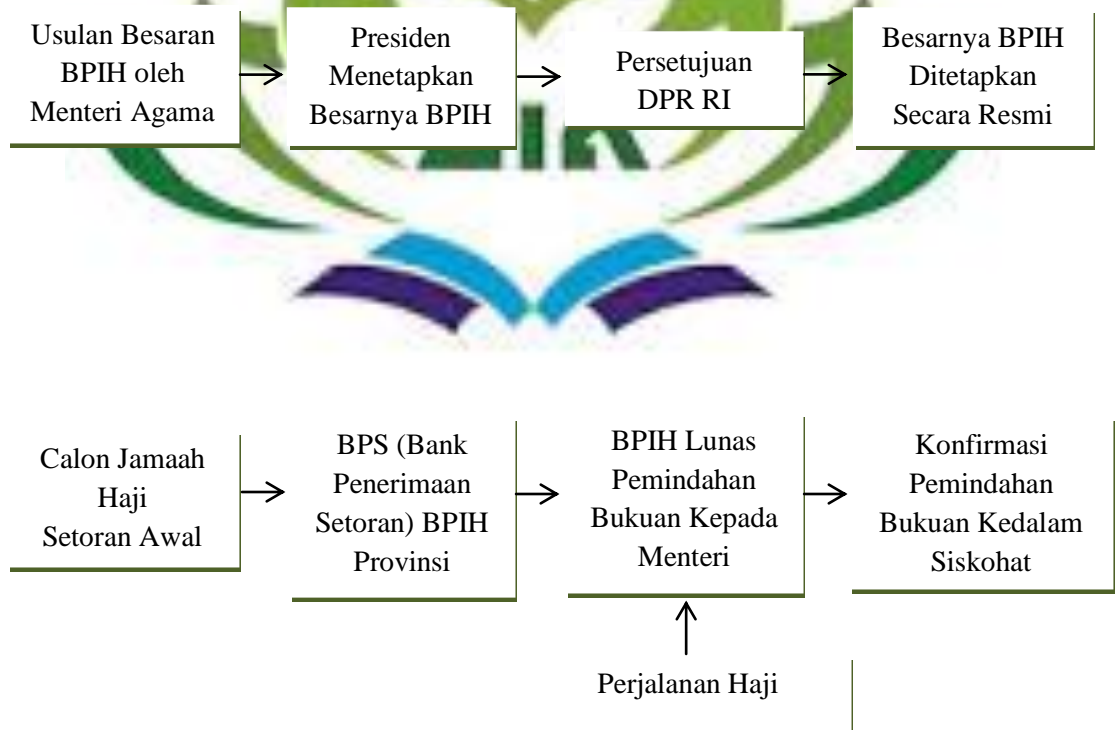 Usulan Besaran
BPIH oleh
Menteri Agama
Presiden
Menetapkan
Besarnya BPIH
Persetujuan
DPR RI
Besarnya BPIH
Ditetapkan
Secara Resmi
Calon Jamaah
Haji
Setoran Awal
BPS (Bank
Penerimaan
Setoran) BPIH
Provinsi
BPIH Lunas
Pemindahan
Bukuan Kepada
Menteri
Konfirmasi
Pemindahan
Bukuan Kedalam
Siskohat
Perjalanan Haji